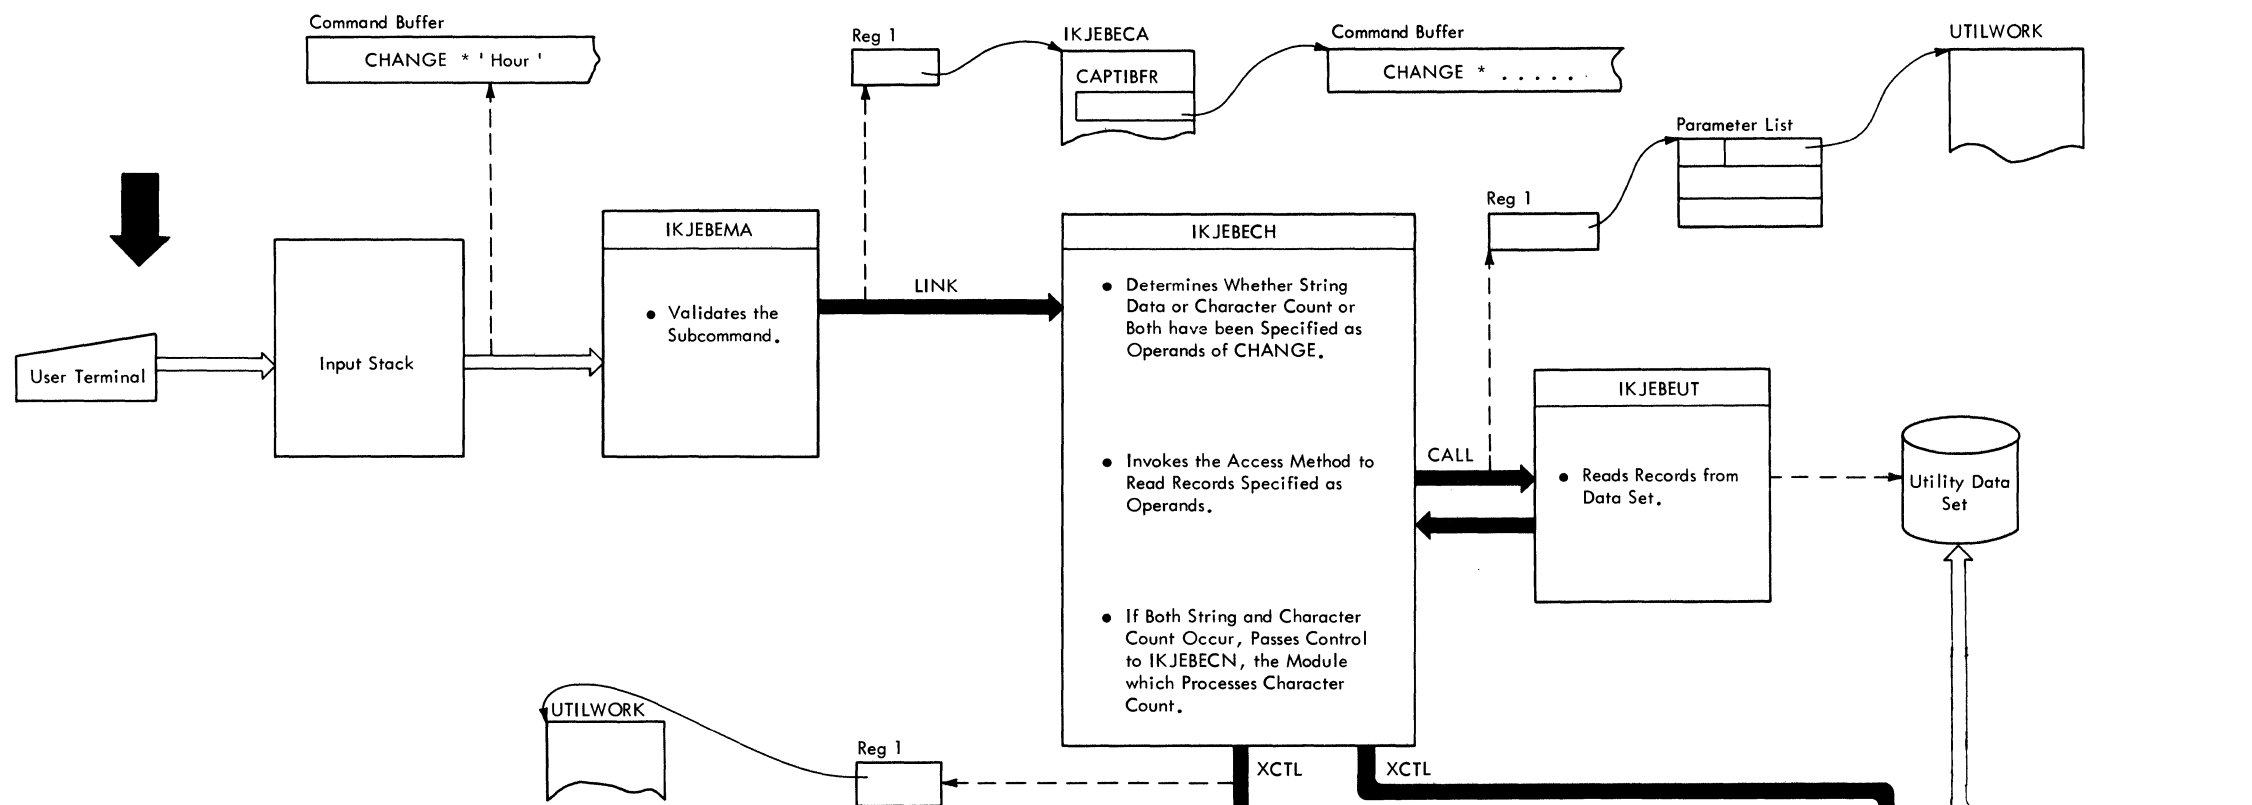 Command Buffer
CHANGE * ' Hour '
Reg 1
IKJEBECA
CAPTIBFR
Command Buffer
CHANGE * . . . . .
UTILWORK
Parameter List
Reg 1
User Terminal
Input Stack
IKJEBEMA
● Validates the
Subcommand.
LINK
IKJEBECH
● Determines Whether String
Data or Character Count or
Both have been Specified as
Operands of CHANGE.
● Invokes the Access Method to
Read Records Specified as
Operands.
● If Both String and Character
Count Occur, Passes Control
to IKJEBECN, the Module
which Processes Character
Count.
CALL
IKJEBEUT
● Reads Records from
Data Set.
Utility Data
Set
UTILWORK
Reg 1
XCTL
XCTL